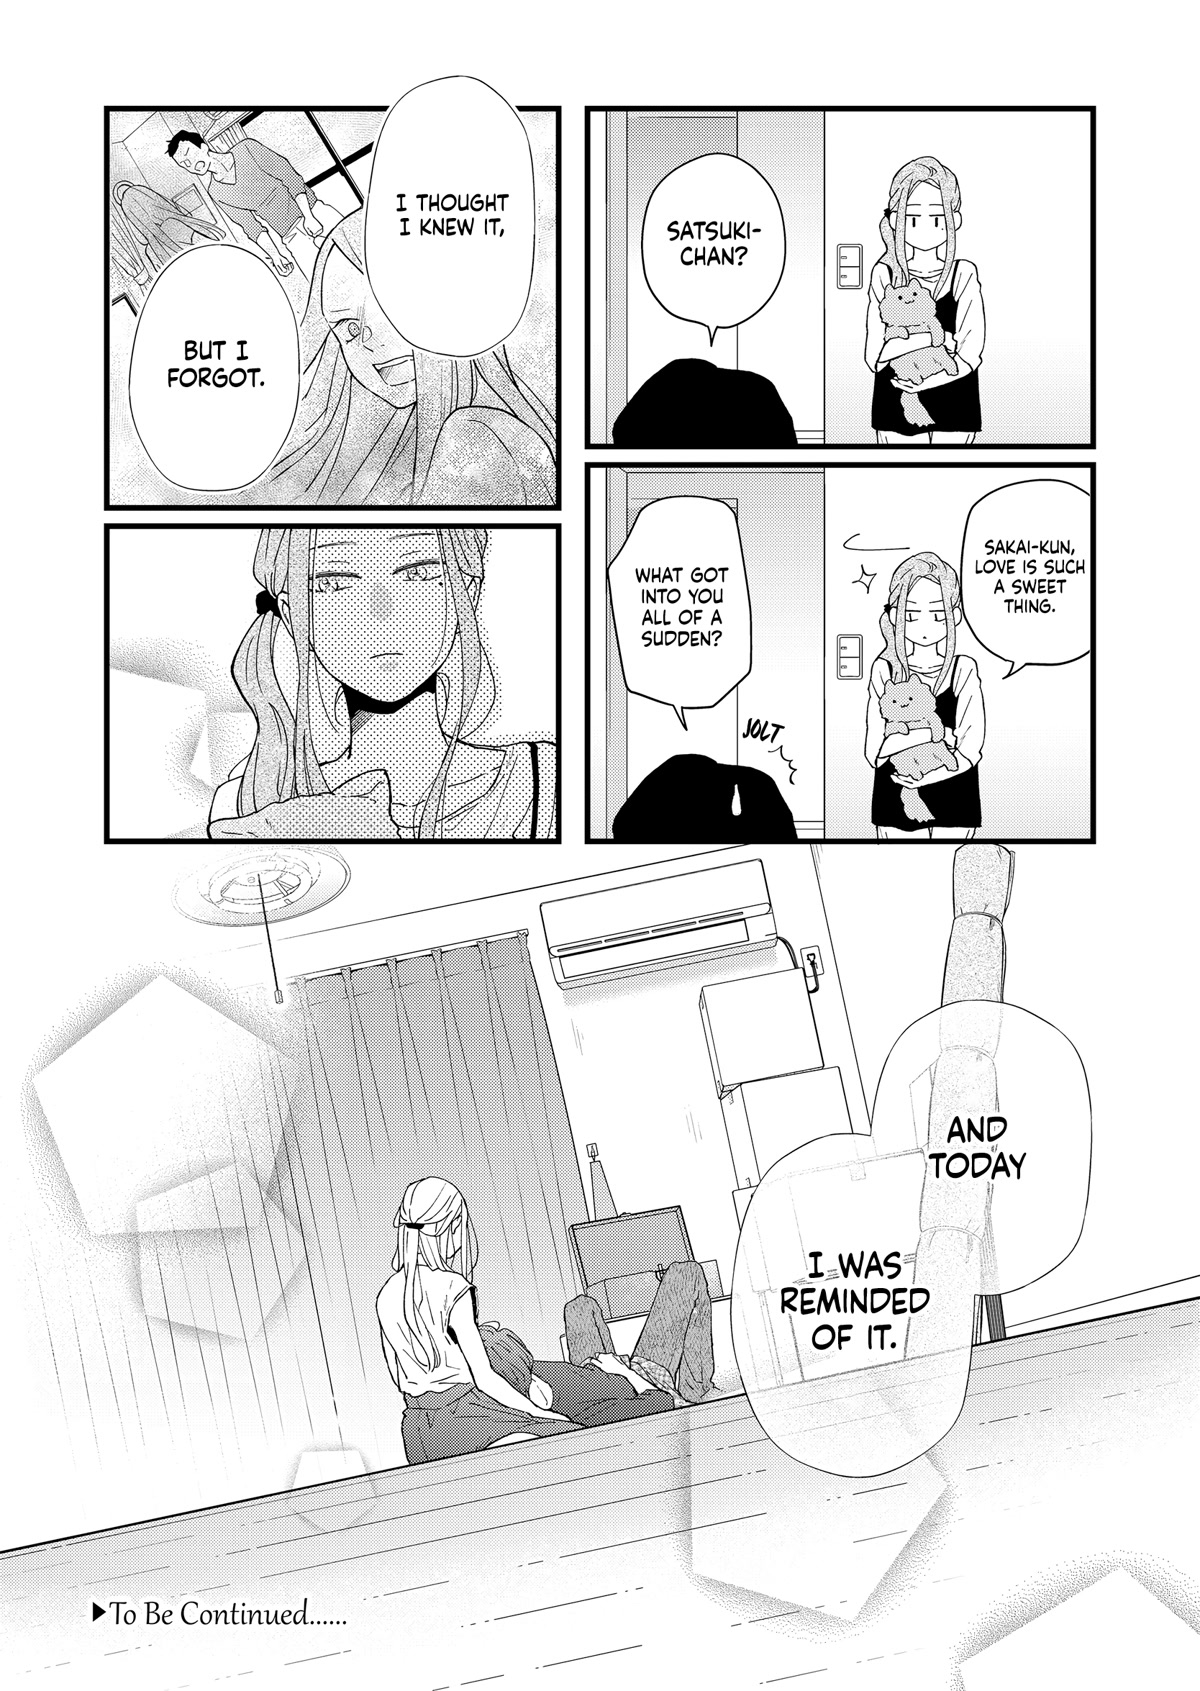 SATSUKI-
CHAN?
SAKAI-KUN,
LOVE IS SUCH
A SWEET
THING.
WHAT GOT
INTO YOU
ALL OF A
SUDDEN?
JOLT
I THOUGHT
I KNEW IT,
BUT I
FORGOT.
AND
TODAY
I WAS
REMINDED
OF IT.
To Be Continued......